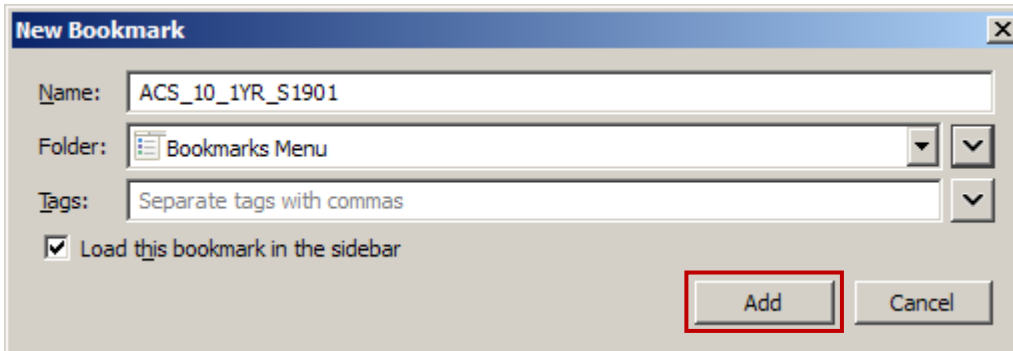 New Bookmark
Name: ACS_10_1YR_S1901
Folder: Bookmarks Menu
Tags: Separate tags with commas
Load this bookmark in the sidebar
Add Cancel